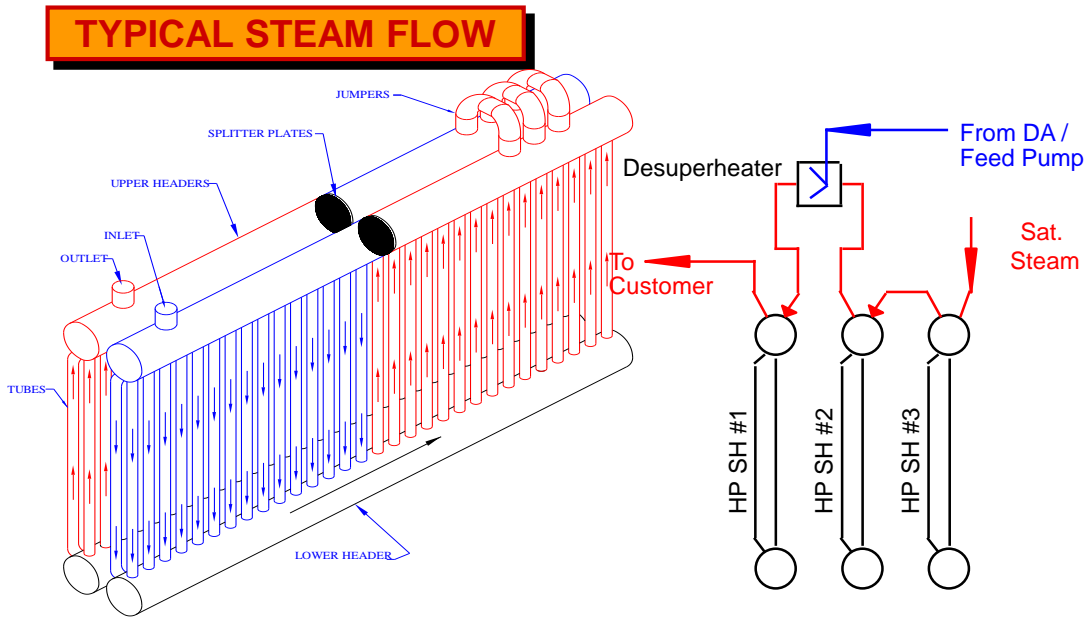 TYPICAL STEAM FLOW
JUMPERS
SPLITTER PLATES
UPPER HEADERS
INLET
OUTLET
TUBES
LOWER HEADER
From DA /
Feed Pump
Desuperheater
Sat.
Steam
To
Customer
HP SH #1
HP SH #2
HP SH #3